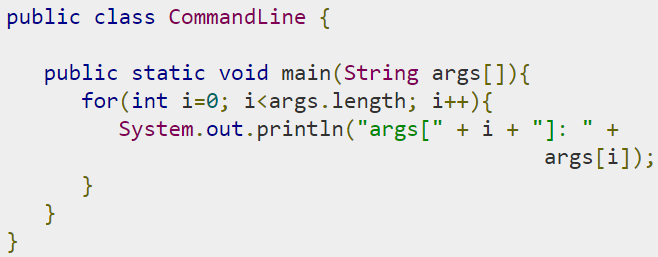 public class CommandLine {
public static void main(String args[]){
for(int i=0; i<args.length; i++){
System.out.println("args[" + i + "]: " +
args[i]);
}
}
}